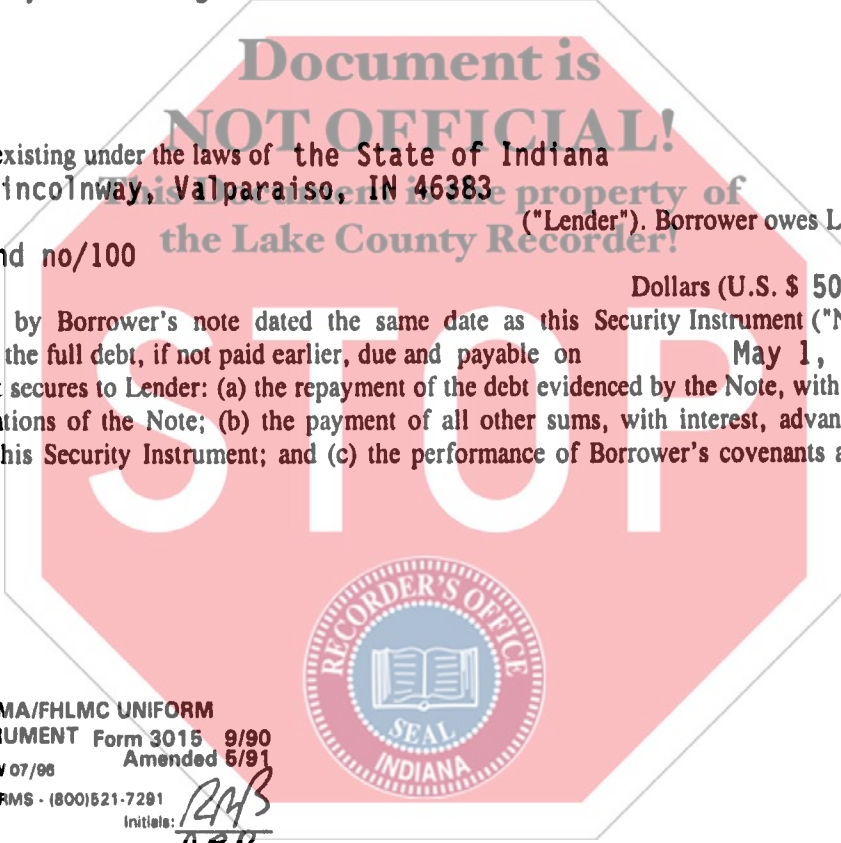 Document is
NOT OFFICIAL!
existing under the laws of the State of Indiana
incolnway, Valparaiso, IN 46383
This Document is the property of
("Lender"). Borrower owes L
nd no/100
the Lake County Recorder!
Dollars (U.S. $ 50
by Borrower's note dated the same date as this Security Instrument ("N
the full debt, if not paid earlier, due and payable on May 1,
secures to Lender: (a) the repayment of the debt evidenced by the Note, with
tions of the Note; (b) the payment of all other sums, with interest, advan
his Security Instrument; and (c) the performance of Borrower's covenants a
STOP
RECORDER'S OFFICE
SEAL
INDIANA
MA/FHLMC UNIFORM
UMENT Form 3015 9/90
Amended 5/91
07/96
RMS - (800)521-7291
Initials: RMB